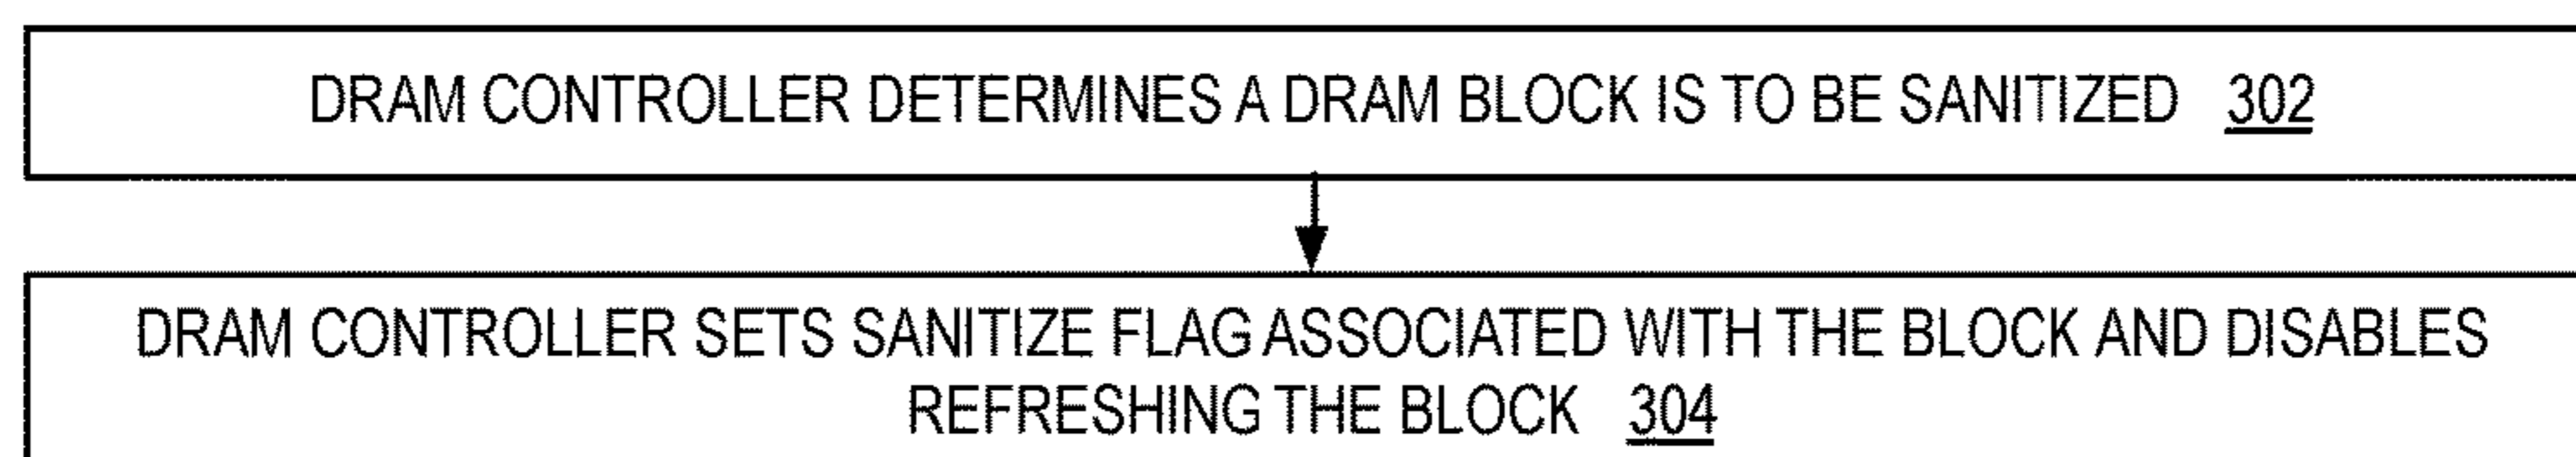 DRAM CONTROLLER DETERMINES A DRAM BLOCK IS TO BE SANITIZED 302
DRAM CONTROLLER SETS SANITIZE FLAG ASSOCIATED WITH THE BLOCK AND DISABLES
REFRESHING THE BLOCK 304